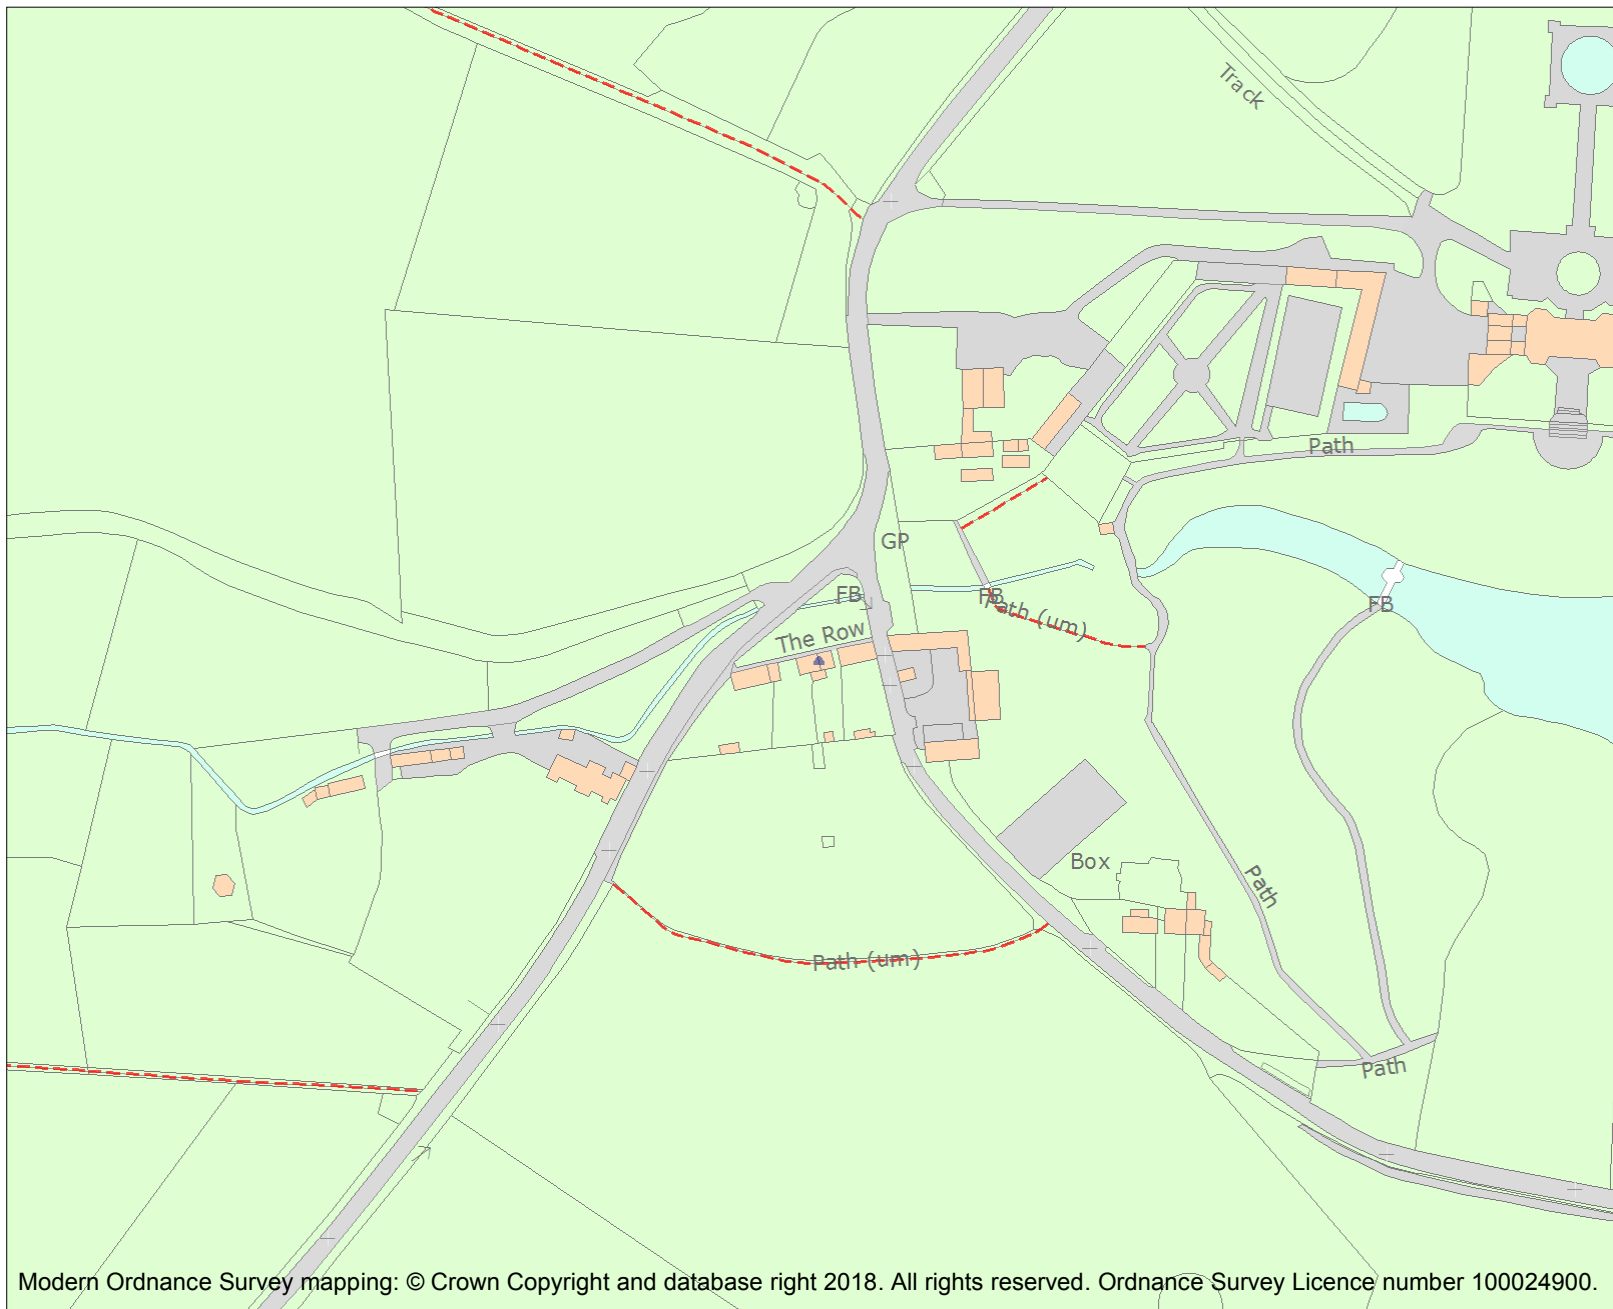 Track
Path
GP
FB
FB
Path (um)
FB
The Row
Box
Path
Path (um)
Path
Modern Ordnance Survey mapping: © Crown Copyright and database right 2018. All rights reserved. Ordnance Survey Licence number 100024900.